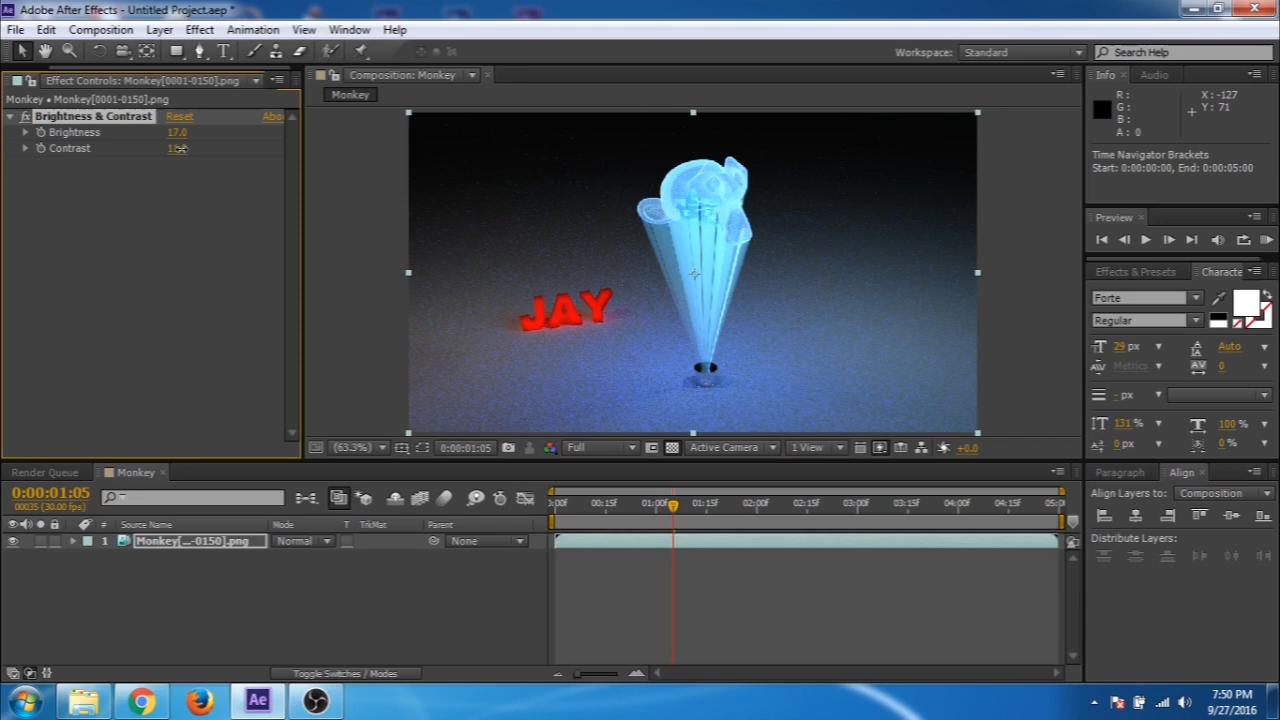 Adobe After Effects - Untitled Project.aep *
File Edit Composition Layer Effect Animation View Window Help
Workspace: Standard Search Help
Effect Controls: Monkey[0001-0150].png
Monkey • Monkey[0001-0150].png
fx Brightness & Contrast Reset
Brightness 17.0
Contrast
Composition: Monkey
Monkey
JAY
(63.3%) 0:00:01:05 Full Active Camera 1 View +0.0
Info Audio
R: X: -127
G: Y: 71
B:
A: 0
Time Navigator Brackets
Start: 0:00:00:00, End: 0:00:05:00
Preview
Effects & Presets
Forte
Regular
29 px Auto
Metrics 0
- px
131 % 100 %
0 px 0 %
Paragraph Align
Align Layers to: Composition
Distribute Layers:
Render Queue Monkey
0:00:01:05
00035 (30.00 fps)
:00f 00:15f 01:00f 01:15f 02:00f 02:15f 03:00f 03:15f 04:00f 04:15f
# Source Name Mode T TrkMat Parent
1 Monkey[...-0150].png Normal None
Toggle Switches / Modes
Ae
7:50 PM
9/27/2016